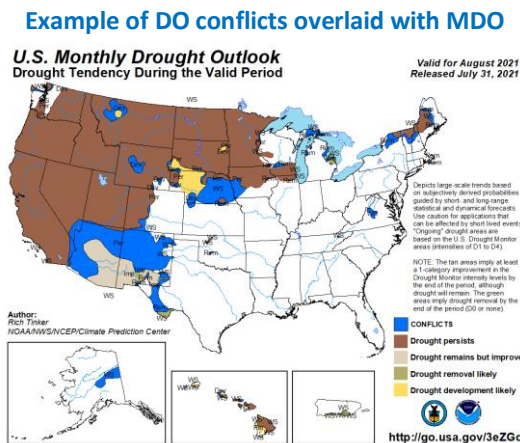 Example of DO conflicts overlaid with MDO
U.S. Monthly Drought Outlook
Drought Tendency During the Valid Period
Valid for August 2021
Released July 31, 2021
Depicts large-scale trends based
on subjectively derived probabilities
guided by short- and long-range
statistical and dynamical forecasts.
Use caution for applications that
can be affected by short lived events.
"Ongoing" drought areas are
based on the U.S. Drought Monitor
areas (intensities of D1 to D4).
NOTE: The tan areas imply at least
a 1-category improvement in the
Drought Monitor intensity levels by
the end of the period, although
drought will remain. The green
areas imply drought removal by the
end of the period (D0 or none).
Author:
Rich Tinker
NOAA/NWS/NCEP/Climate Prediction Center
CONFLICTS
Drought persists
Drought remains but improve
Drought removal likely
Drought development likely
http://go.usa.gov/3eZG